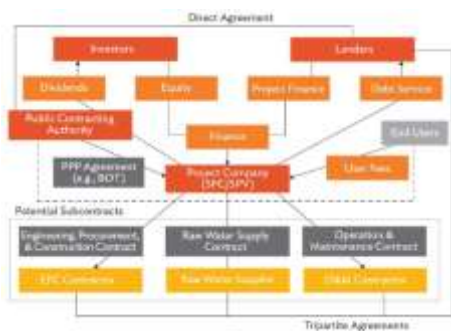 Direct Agreement
Investors
Lenders
Dividends
Equity
Project Finance
Debt Service
Public Contracting
Authority
Finance
End Users
PPP Agreement
(e.g., BOT)
Project Company
(SPC/SPV)
User Fees
Potential Subcontracts
Engineering, Procurement,
& Construction Contract
Raw Water Supply
Contract
Operation &
Maintenance Contract
EPC Contractor
Raw Water Supplier
O&M Contractor
Tripartite Agreements